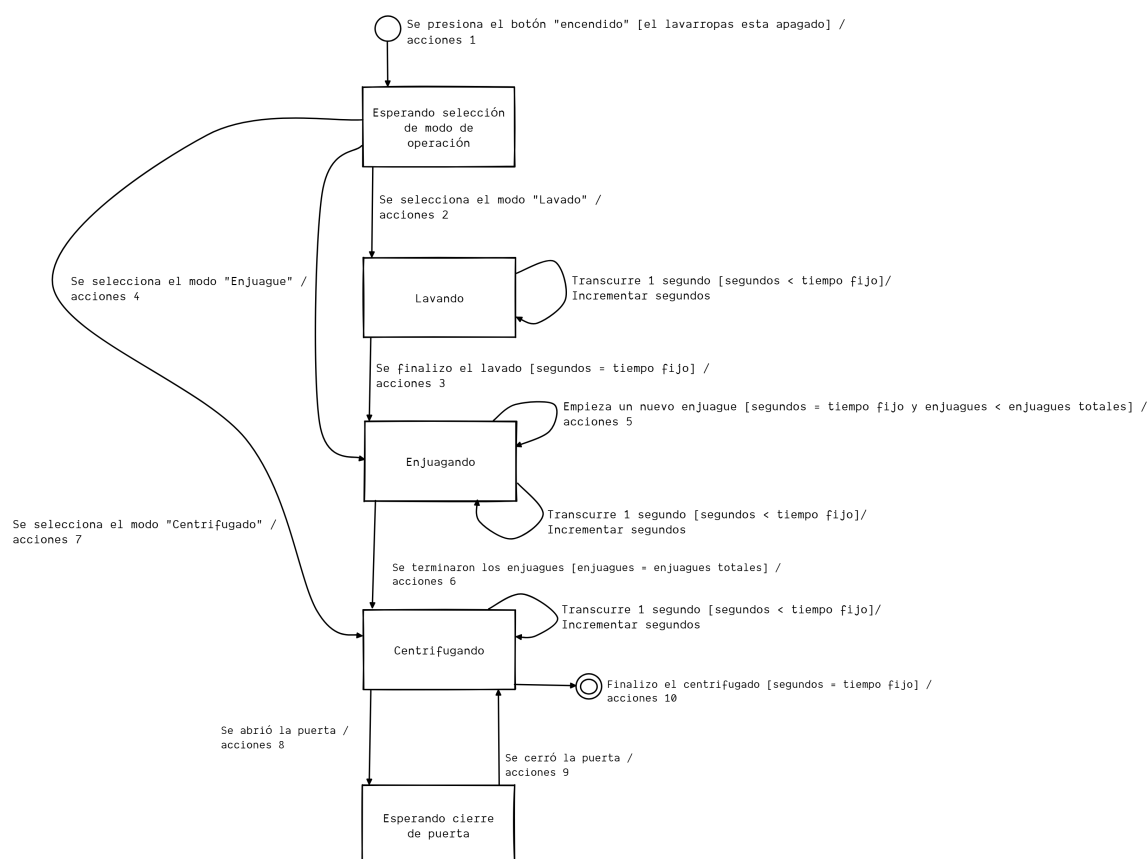 Se presiona el botón "encendido" [el lavarropas esta apagado] /
acciones 1
Esperando selección
de modo de
operación
Se selecciona el modo "Lavado" /
acciones 2
Se selecciona el modo "Enjuague" /
acciones 4
Lavando
Transcurre 1 segundo [segundos < tiempo fijo]/
Incrementar segundos
Se finalizo el lavado [segundos = tiempo fijo] /
acciones 3
Empieza un nuevo enjuague [segundos = tiempo fijo y enjuagues < enjuagues totales] /
acciones 5
Enjuagando
Transcurre 1 segundo [segundos < tiempo fijo]/
Incrementar segundos
Se selecciona el modo "Centrifugado" /
acciones 7
Se terminaron los enjuagues [enjuagues = enjuagues totales] /
acciones 6
Transcurre 1 segundo [segundos < tiempo fijo]/
Incrementar segundos
Centrifugando
Finalizo el centrifugado [segundos = tiempo fijo] /
acciones 10
Se abrió la puerta /
acciones 8
Se cerró la puerta /
acciones 9
Esperando cierre
de puerta